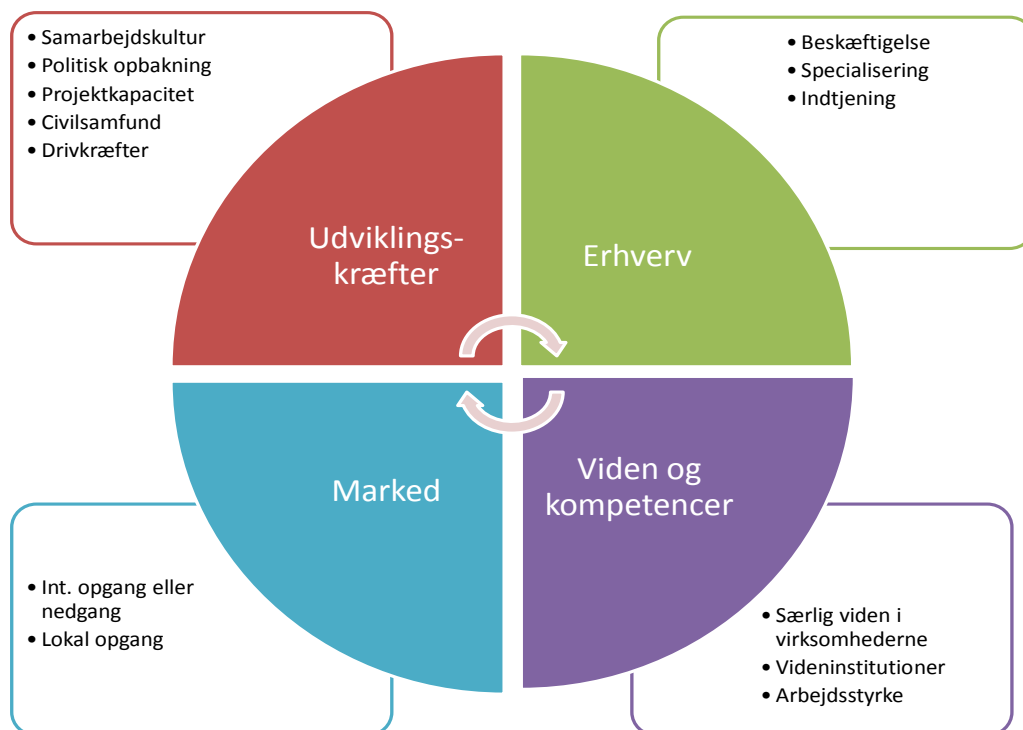 • Samarbejdskultur
• Politisk opbakning
• Projektkapacitet
• Civilsamfund
• Drivkræfter
• Beskæftigelse
• Specialisering
• Indtjening
Udviklings-
kræfter
Erhverv
Marked
Viden og
kompetencer
• Int. opgang eller
nedgang
• Lokal opgang
• Særlig viden i
virksomhederne
• Videninstitutioner
• Arbejdsstyrke